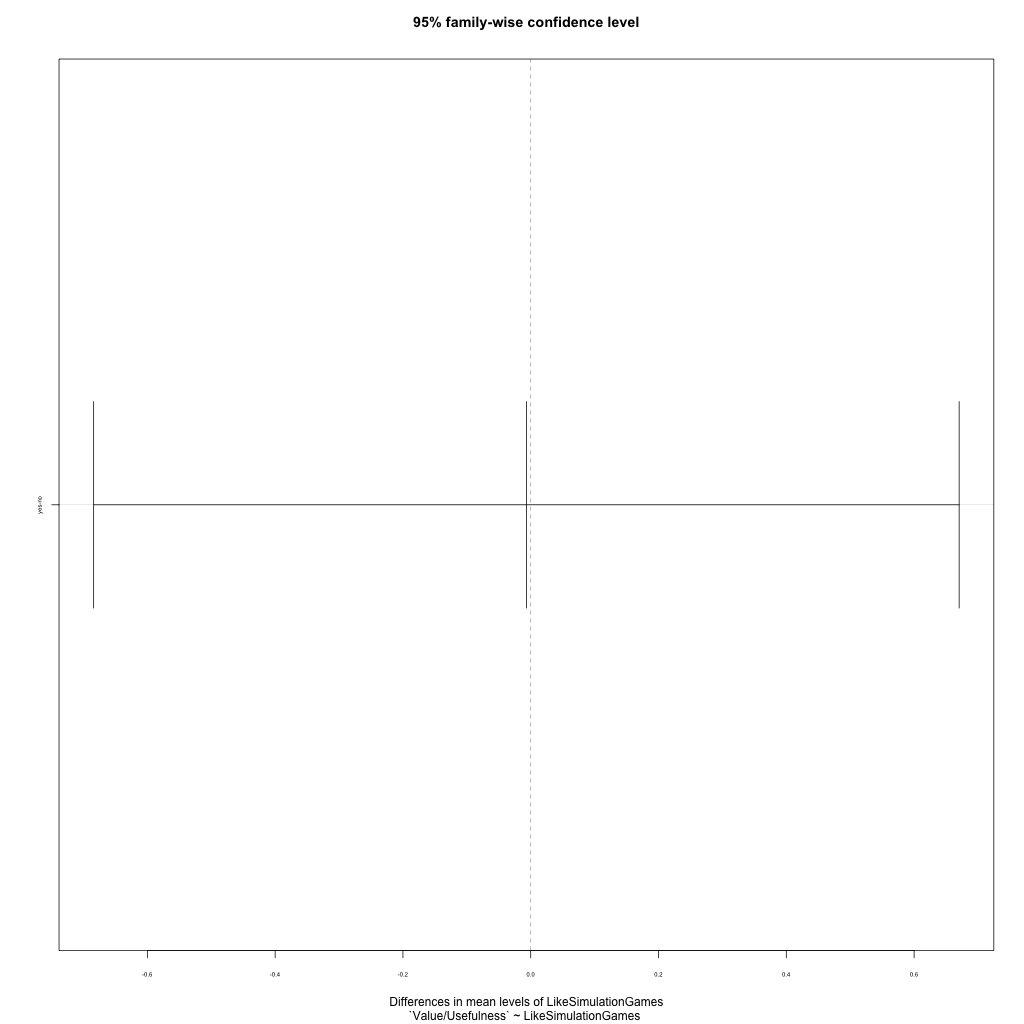 95% family-wise confidence level
yes-no
-0.6
-0.4
-0.2
0.0
0.2
0.4
0.6
Differences in mean levels of LikeSimulationGames
`Value/Usefulness` ~ LikeSimulationGames